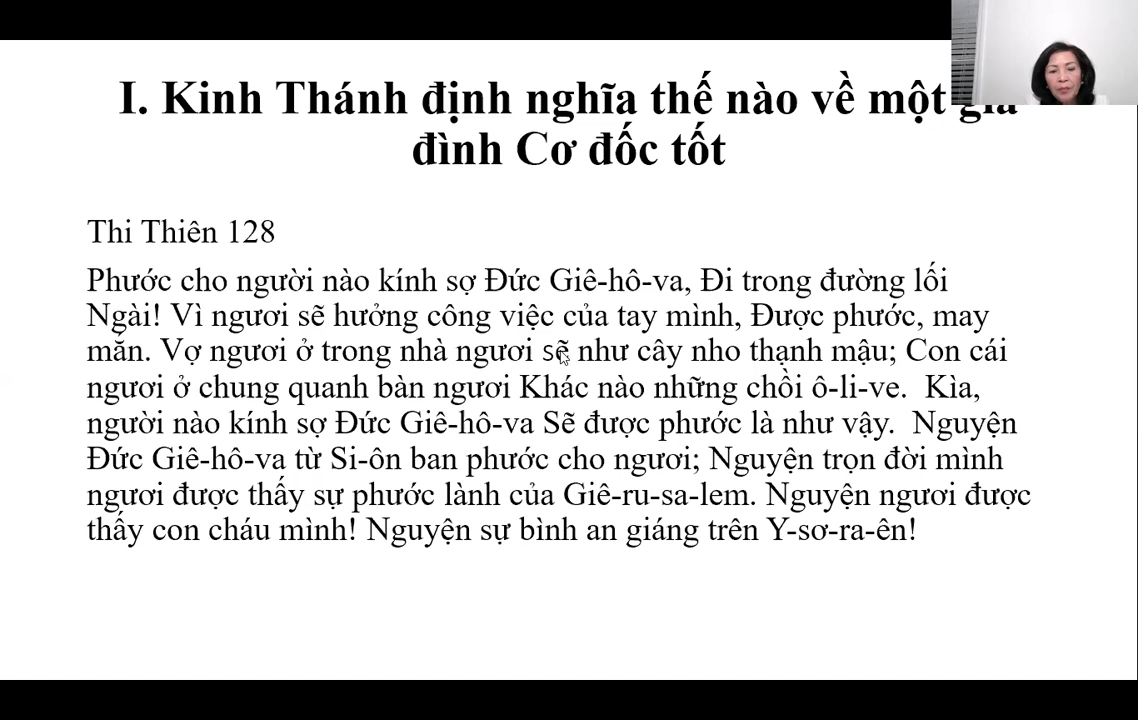 I. Kinh Thánh định nghĩa thế nào về một gia
đình Cơ đốc tốt
Thi Thiên 128
Phước cho người nào kính sợ Đức Giê-hô-va, Đi trong đường lối
Ngài! Vì ngươi sẽ hưởng công việc của tay mình, Được phước, may
mắn. Vợ ngươi ở trong nhà ngươi sẽ như cây nho thạnh mậu; Con cái
ngươi ở chung quanh bàn ngươi Khác nào những chồi ô-li-ve. Kìa,
người nào kính sợ Đức Giê-hô-va Sẽ được phước là như vậy. Nguyện
Đức Giê-hô-va từ Si-ôn ban phước cho ngươi; Nguyện trọn đời mình
ngươi được thấy sự phước lành của Giê-ru-sa-lem. Nguyện ngươi được
thấy con cháu mình! Nguyện sự bình an giáng trên Y-sơ-ra-ên!